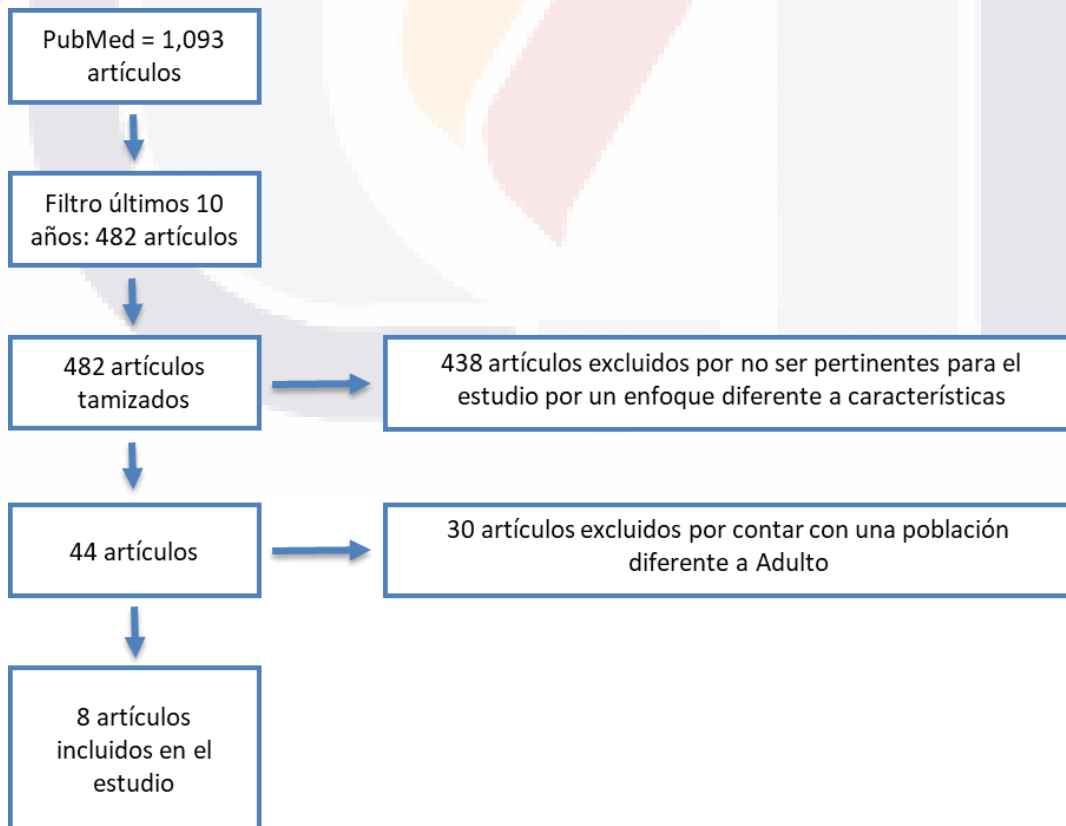 PubMed = 1,093
artículos
Filtro últimos 10
años: 482 artículos
482 artículos
tamizados
438 artículos excluidos por no ser pertinentes para el
estudio por un enfoque diferente a características
44 artículos
30 artículos excluidos por contar con una población
diferente a Adulto
8 artículos
incluidos en el
estudio